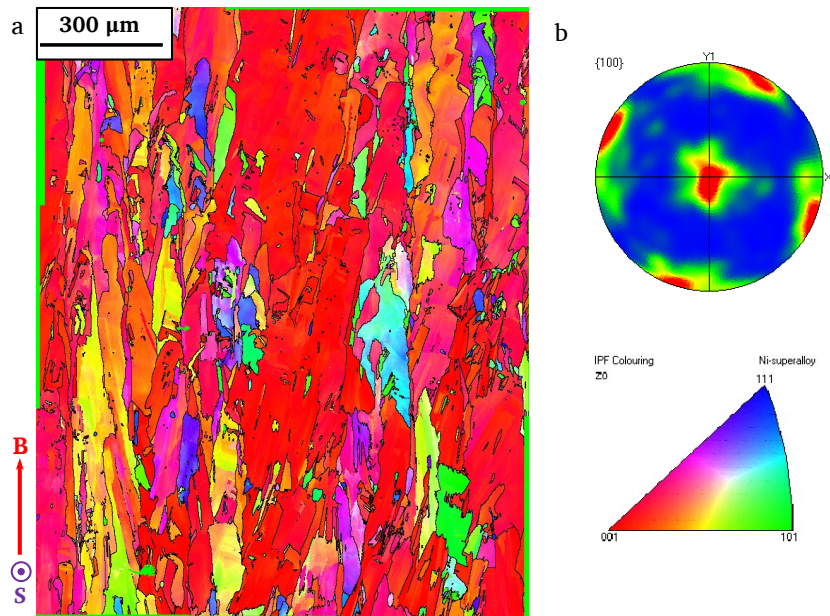 a
300 µm
B
S
b
{100}
Y1
X
IPF Colouring
Z0
Ni-superalloy
111
001
101